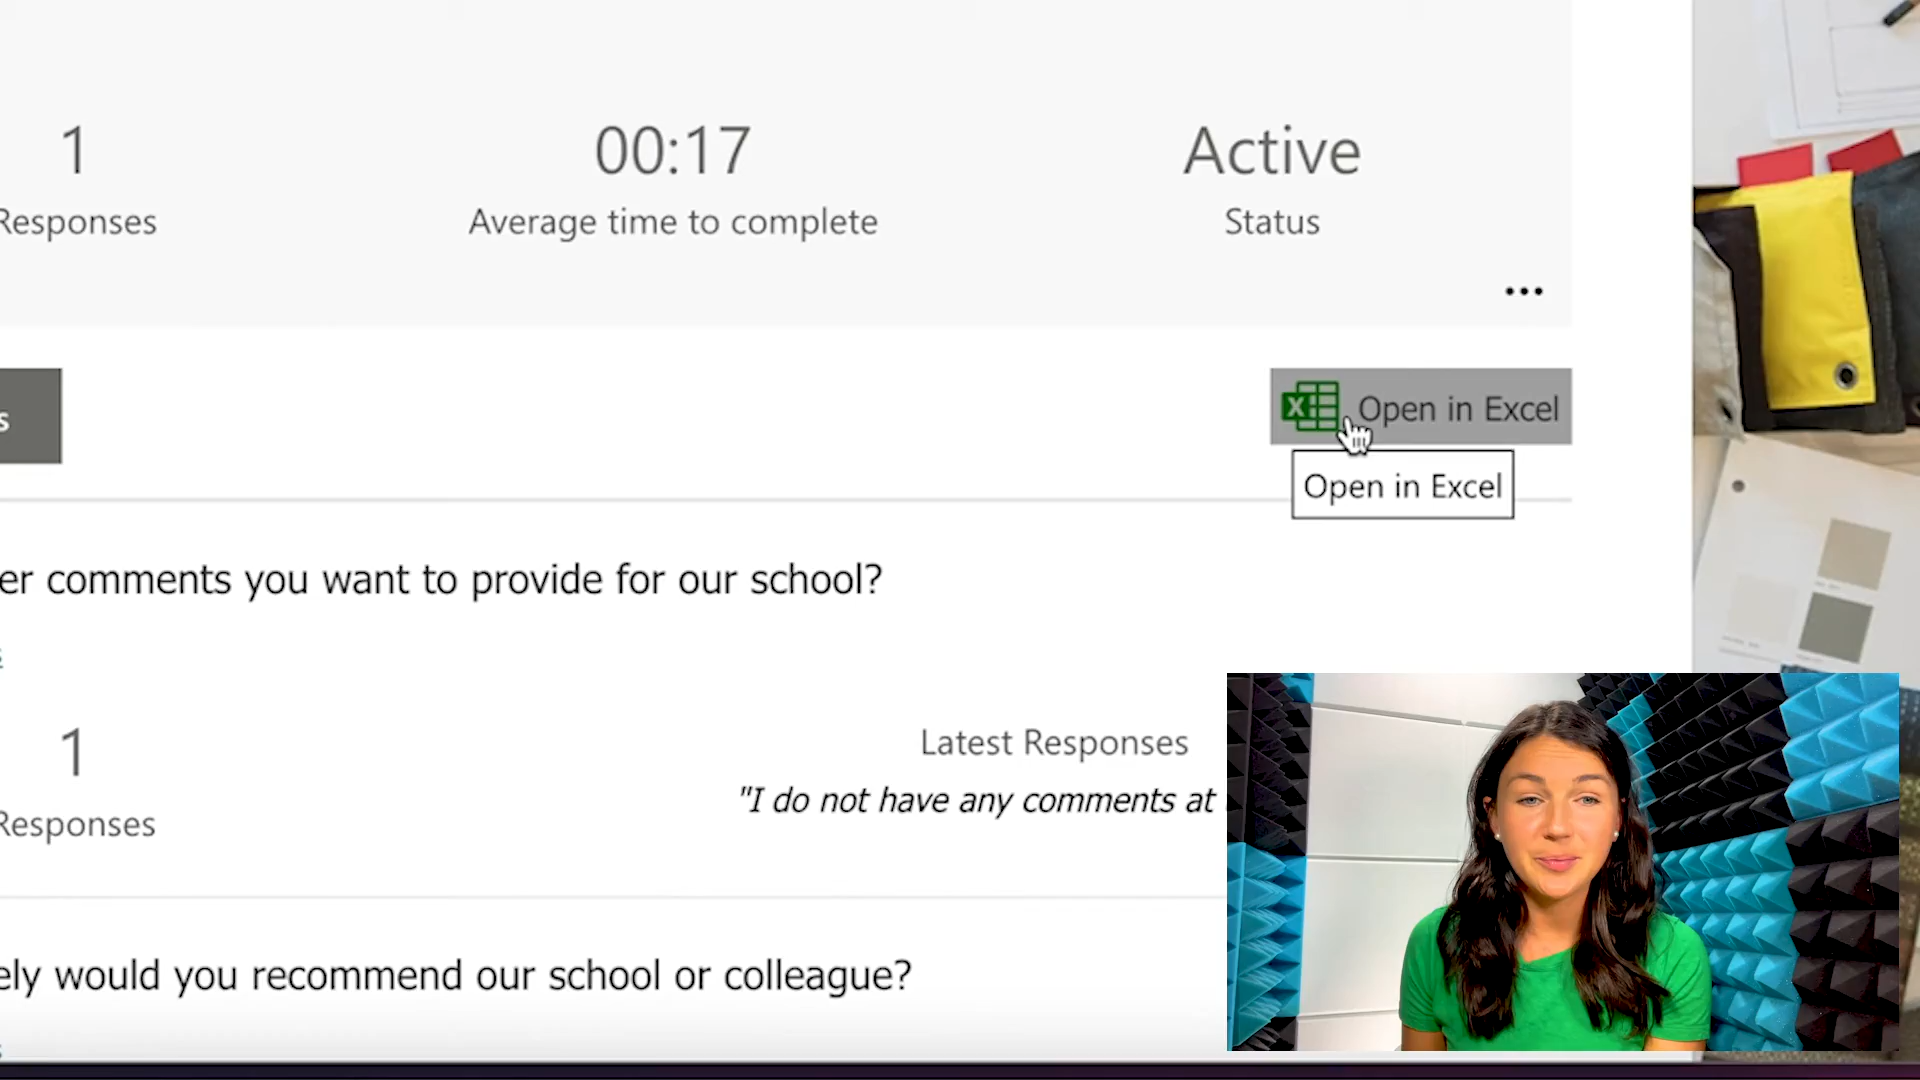 1
00:17
Active
Responses
Average time to complete
Status
Open in Excel
Open in Excel
er comments you want to provide for our school?
1
Latest Responses
Responses
"I do not have any comments at
ely would you recommend our school or colleague?